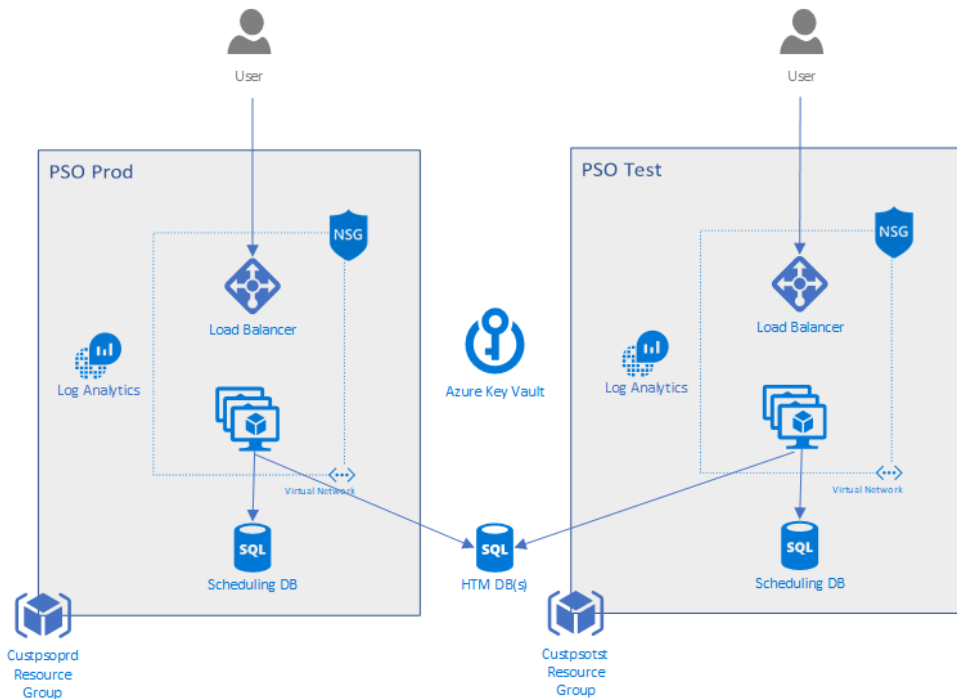 User
User
PSO Prod
PSO Test
NSG
NSG
Load Balancer
Load Balancer
Log Analytics
Azure Key Vault
Log Analytics
Virtual Network
Virtual Network
SQL
SQL
SQL
Scheduling DB
HTM DB(s)
Scheduling DB
Custpsoprd
Resource
Group
Custpsotst
Resource
Group